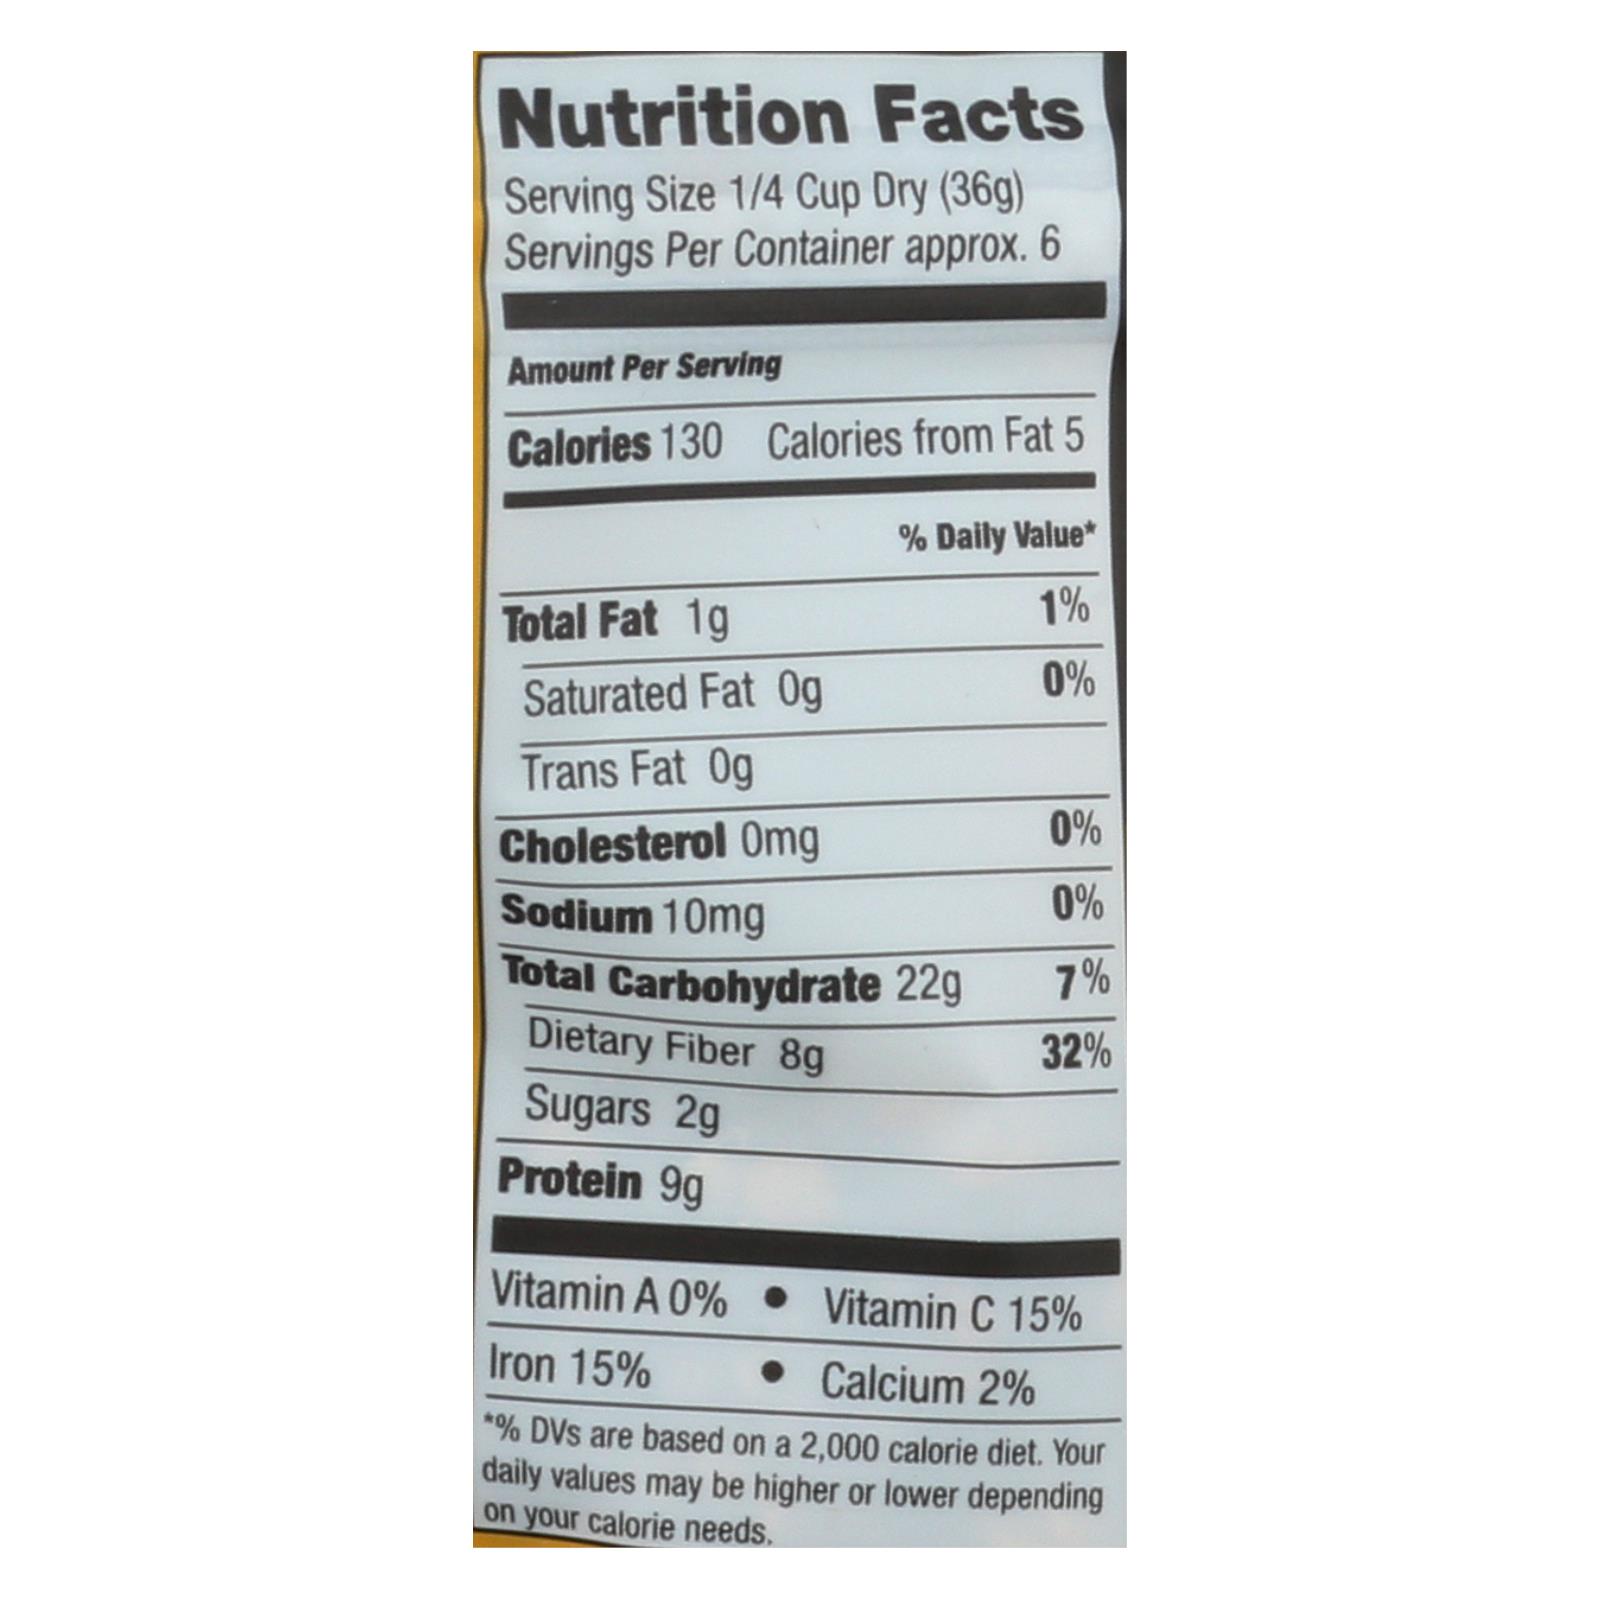 Nutrition Facts
Serving Size 1/4 Cup Dry (36g)
Servings Per Container approx. 6
Amount Per Serving
Calories 130 Calories from Fat 5
% Daily Value*
Total Fat 1g 1%
Saturated Fat 0g 0%
Trans Fat 0g
Cholesterol 0mg 0%
Sodium 10mg 0%
Total Carbohydrate 22g 7%
Dietary Fiber 8g 32%
Sugars 2g
Protein 9g
Vitamin A 0% • Vitamin C 15%
Iron 15% • Calcium 2%
*% DVs are based on a 2,000 calorie diet. Your
daily values may be higher or lower depending
on your calorie needs.